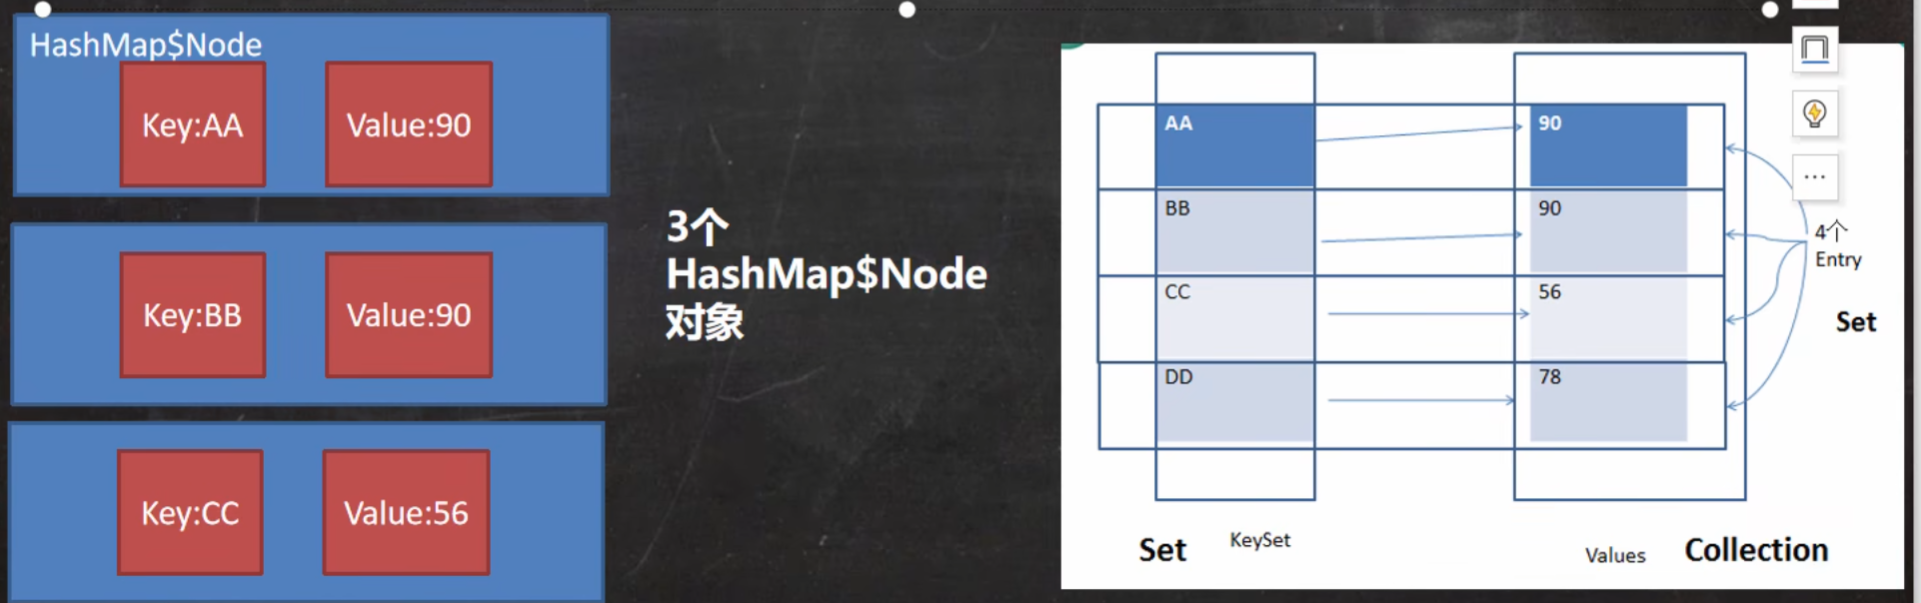 HashMap$Node
Key:AA
Value:90
Key:BB
Value:90
Key:CC
Value:56
3个
HashMap$Node
对象
AA
90
BB
90
CC
56
DD
78
4个
Entry
Set
Set
KeySet
Values
Collection